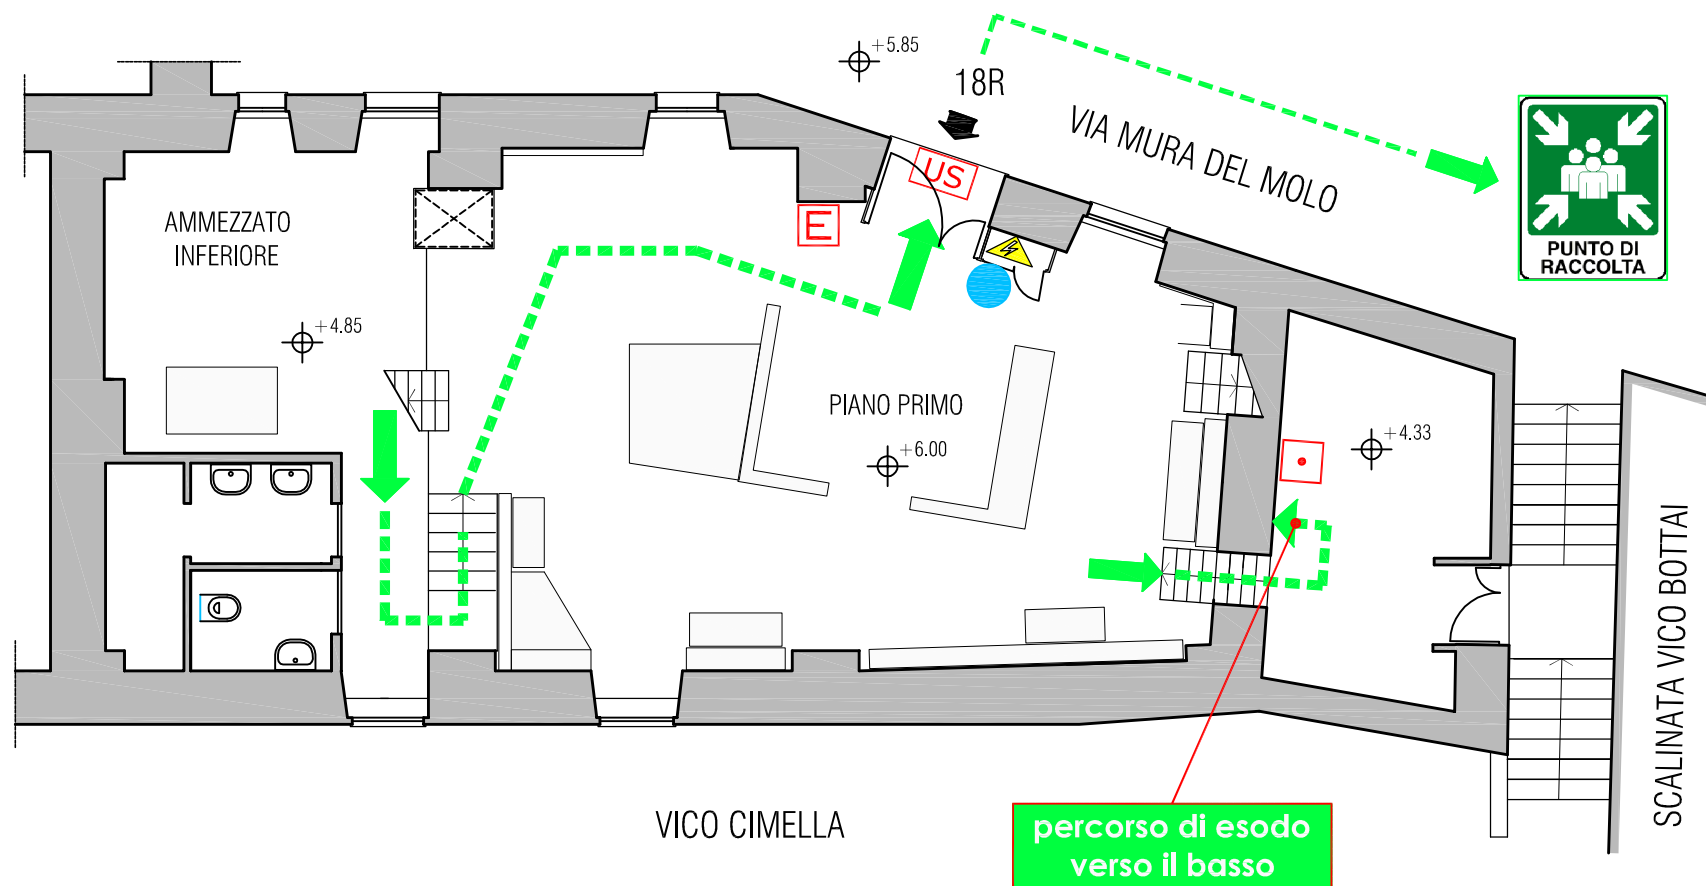 +5.85
18R
VIA MURA DEL MOLO
PUNTO DI
RACCOLTA
US
E
AMMEZZATO
INFERIORE
+4.85
PIANO PRIMO
+6.00
+4.33
SCALINATA VICO BOTTAI
VICO CIMELLA
percorso di esodo
verso il basso